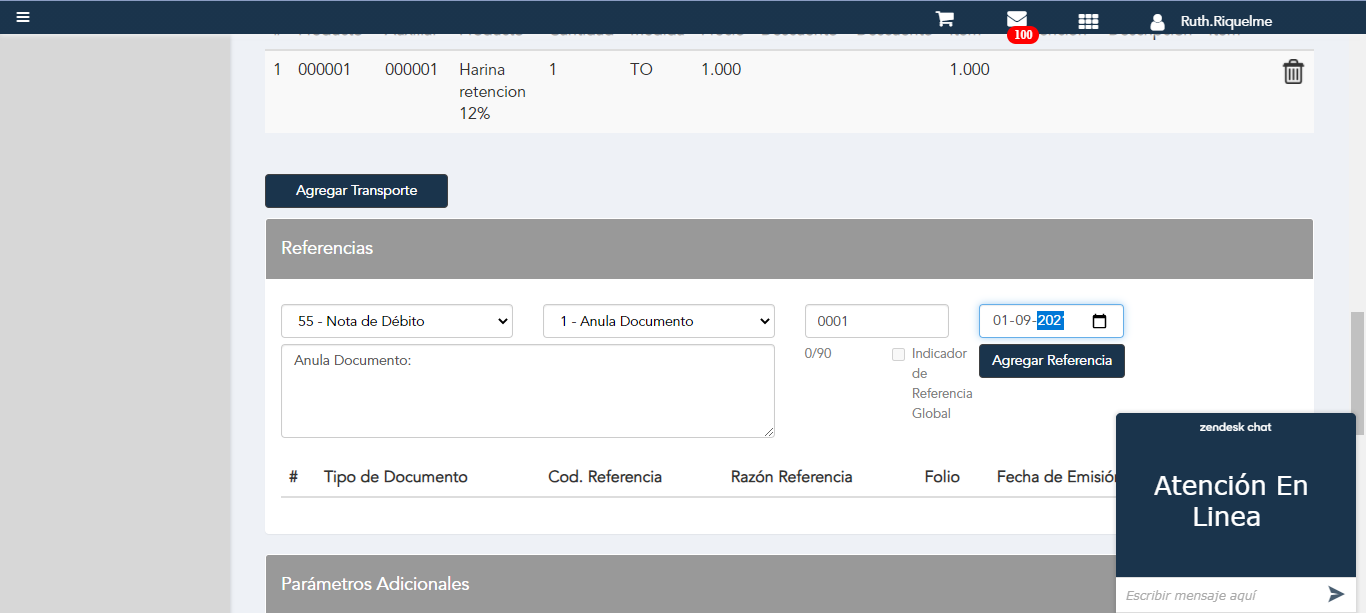 Ruth.Riquelme
100
1 000001 000001 Harina 1 TO 1.000 1.000
retencion
12%
Agregar Transporte
Referencias
55 - Nota de Débito 1 - Anula Documento 0001 01-09-2021
Anula Documento:
0/90 Indicador
de
Referencia
Global
Agregar Referencia
# Tipo de Documento Cod. Referencia Razón Referencia Folio Fecha de Emisión
Parámetros Adicionales
zendesk chat
Atención En
Linea
Escribir mensaje aquí